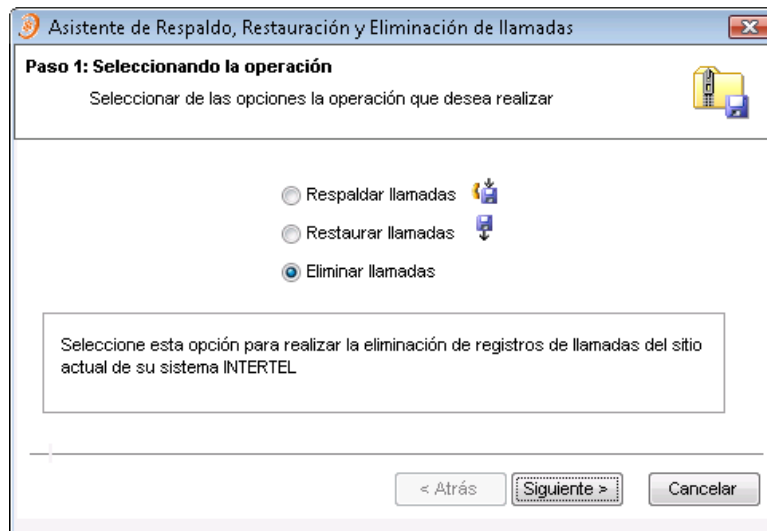 Asistente de Respaldo, Restauración y Eliminación de llamadas
Paso 1: Seleccionando la operación
Seleccionar de las opciones la operación que desea realizar
Respaldar llamadas
Restaurar llamadas
Eliminar llamadas
Seleccione esta opción para realizar la eliminación de registros de llamadas del sitio
actual de su sistema INTERTEL
< Atrás
Siguiente >
Cancelar